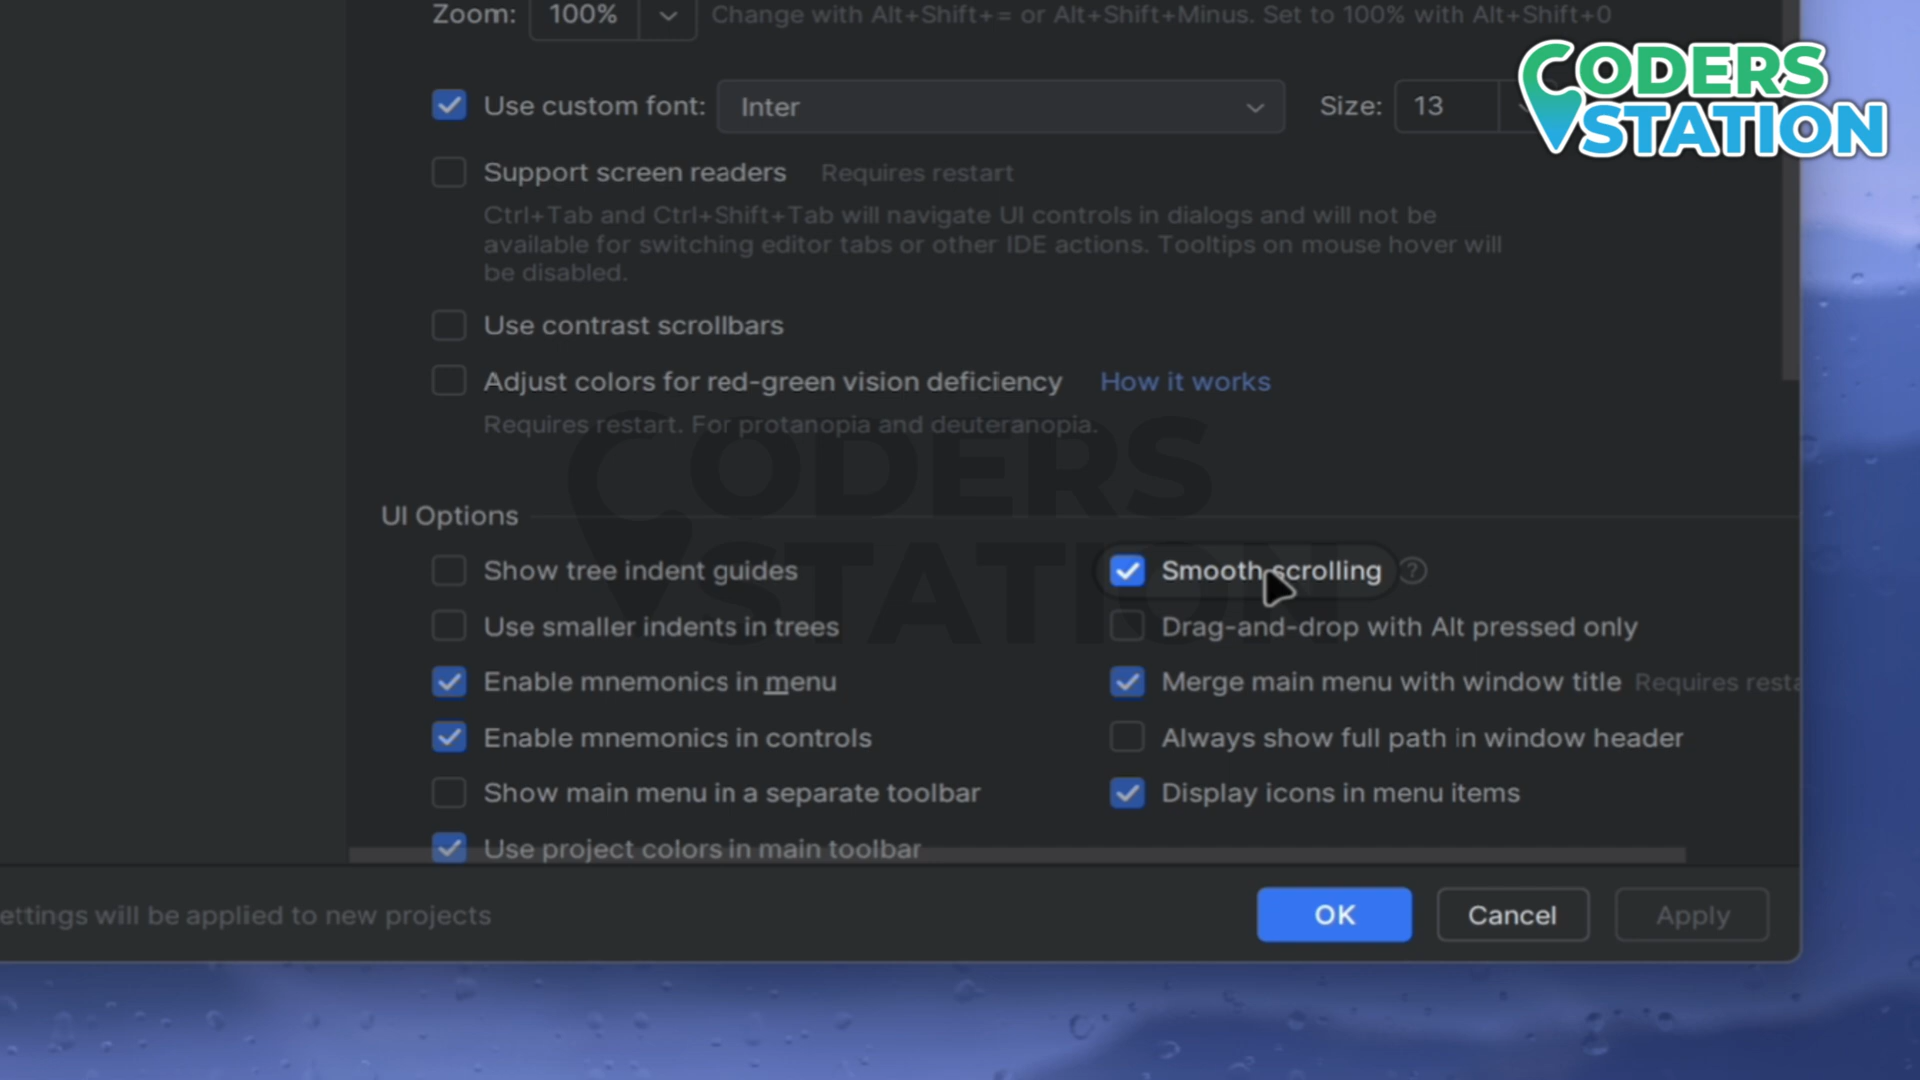 Zoom: 100% Change with Alt+Shift+= or Alt+Shift+Minus. Set to 100% with Alt+Shift+0
CODERS
STATION
Use custom font: Inter Size: 13
Support screen readers Requires restart
Ctrl+Tab and Ctrl+Shift+Tab will navigate UI controls in dialogs and will not be
available for switching editor tabs or other IDE actions. Tooltips on mouse hover will
be disabled.
Use contrast scrollbars
Adjust colors for red-green vision deficiency How it works
Requires restart. For protanopia and deuteranopia.
CODERS
STATION
UI Options
Show tree indent guides Smooth scrolling ?
Use smaller indents in trees Drag-and-drop with Alt pressed only
Enable mnemonics in menu Merge main menu with window title Requires resta
Enable mnemonics in controls Always show full path in window header
Show main menu in a separate toolbar Display icons in menu items
Use project colors in main toolbar
ettings will be applied to new projects OK Cancel Apply